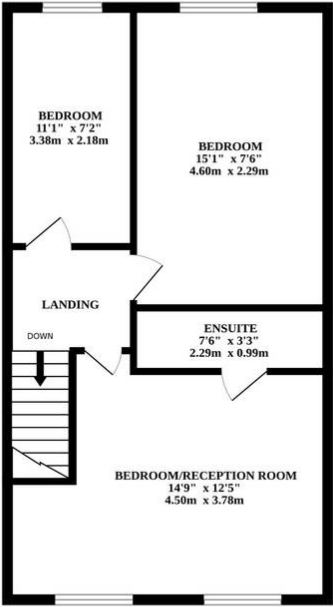 BEDROOM
11'1" x 7'2"
3.38m x 2.18m
BEDROOM
15'1" x 7'6"
4.60m x 2.29m
LANDING
DOWN
ENSUITE
7'6" x 3'3"
2.29m x 0.99m
BEDROOM/RECEPTION ROOM
14'9" x 12'5"
4.50m x 3.78m